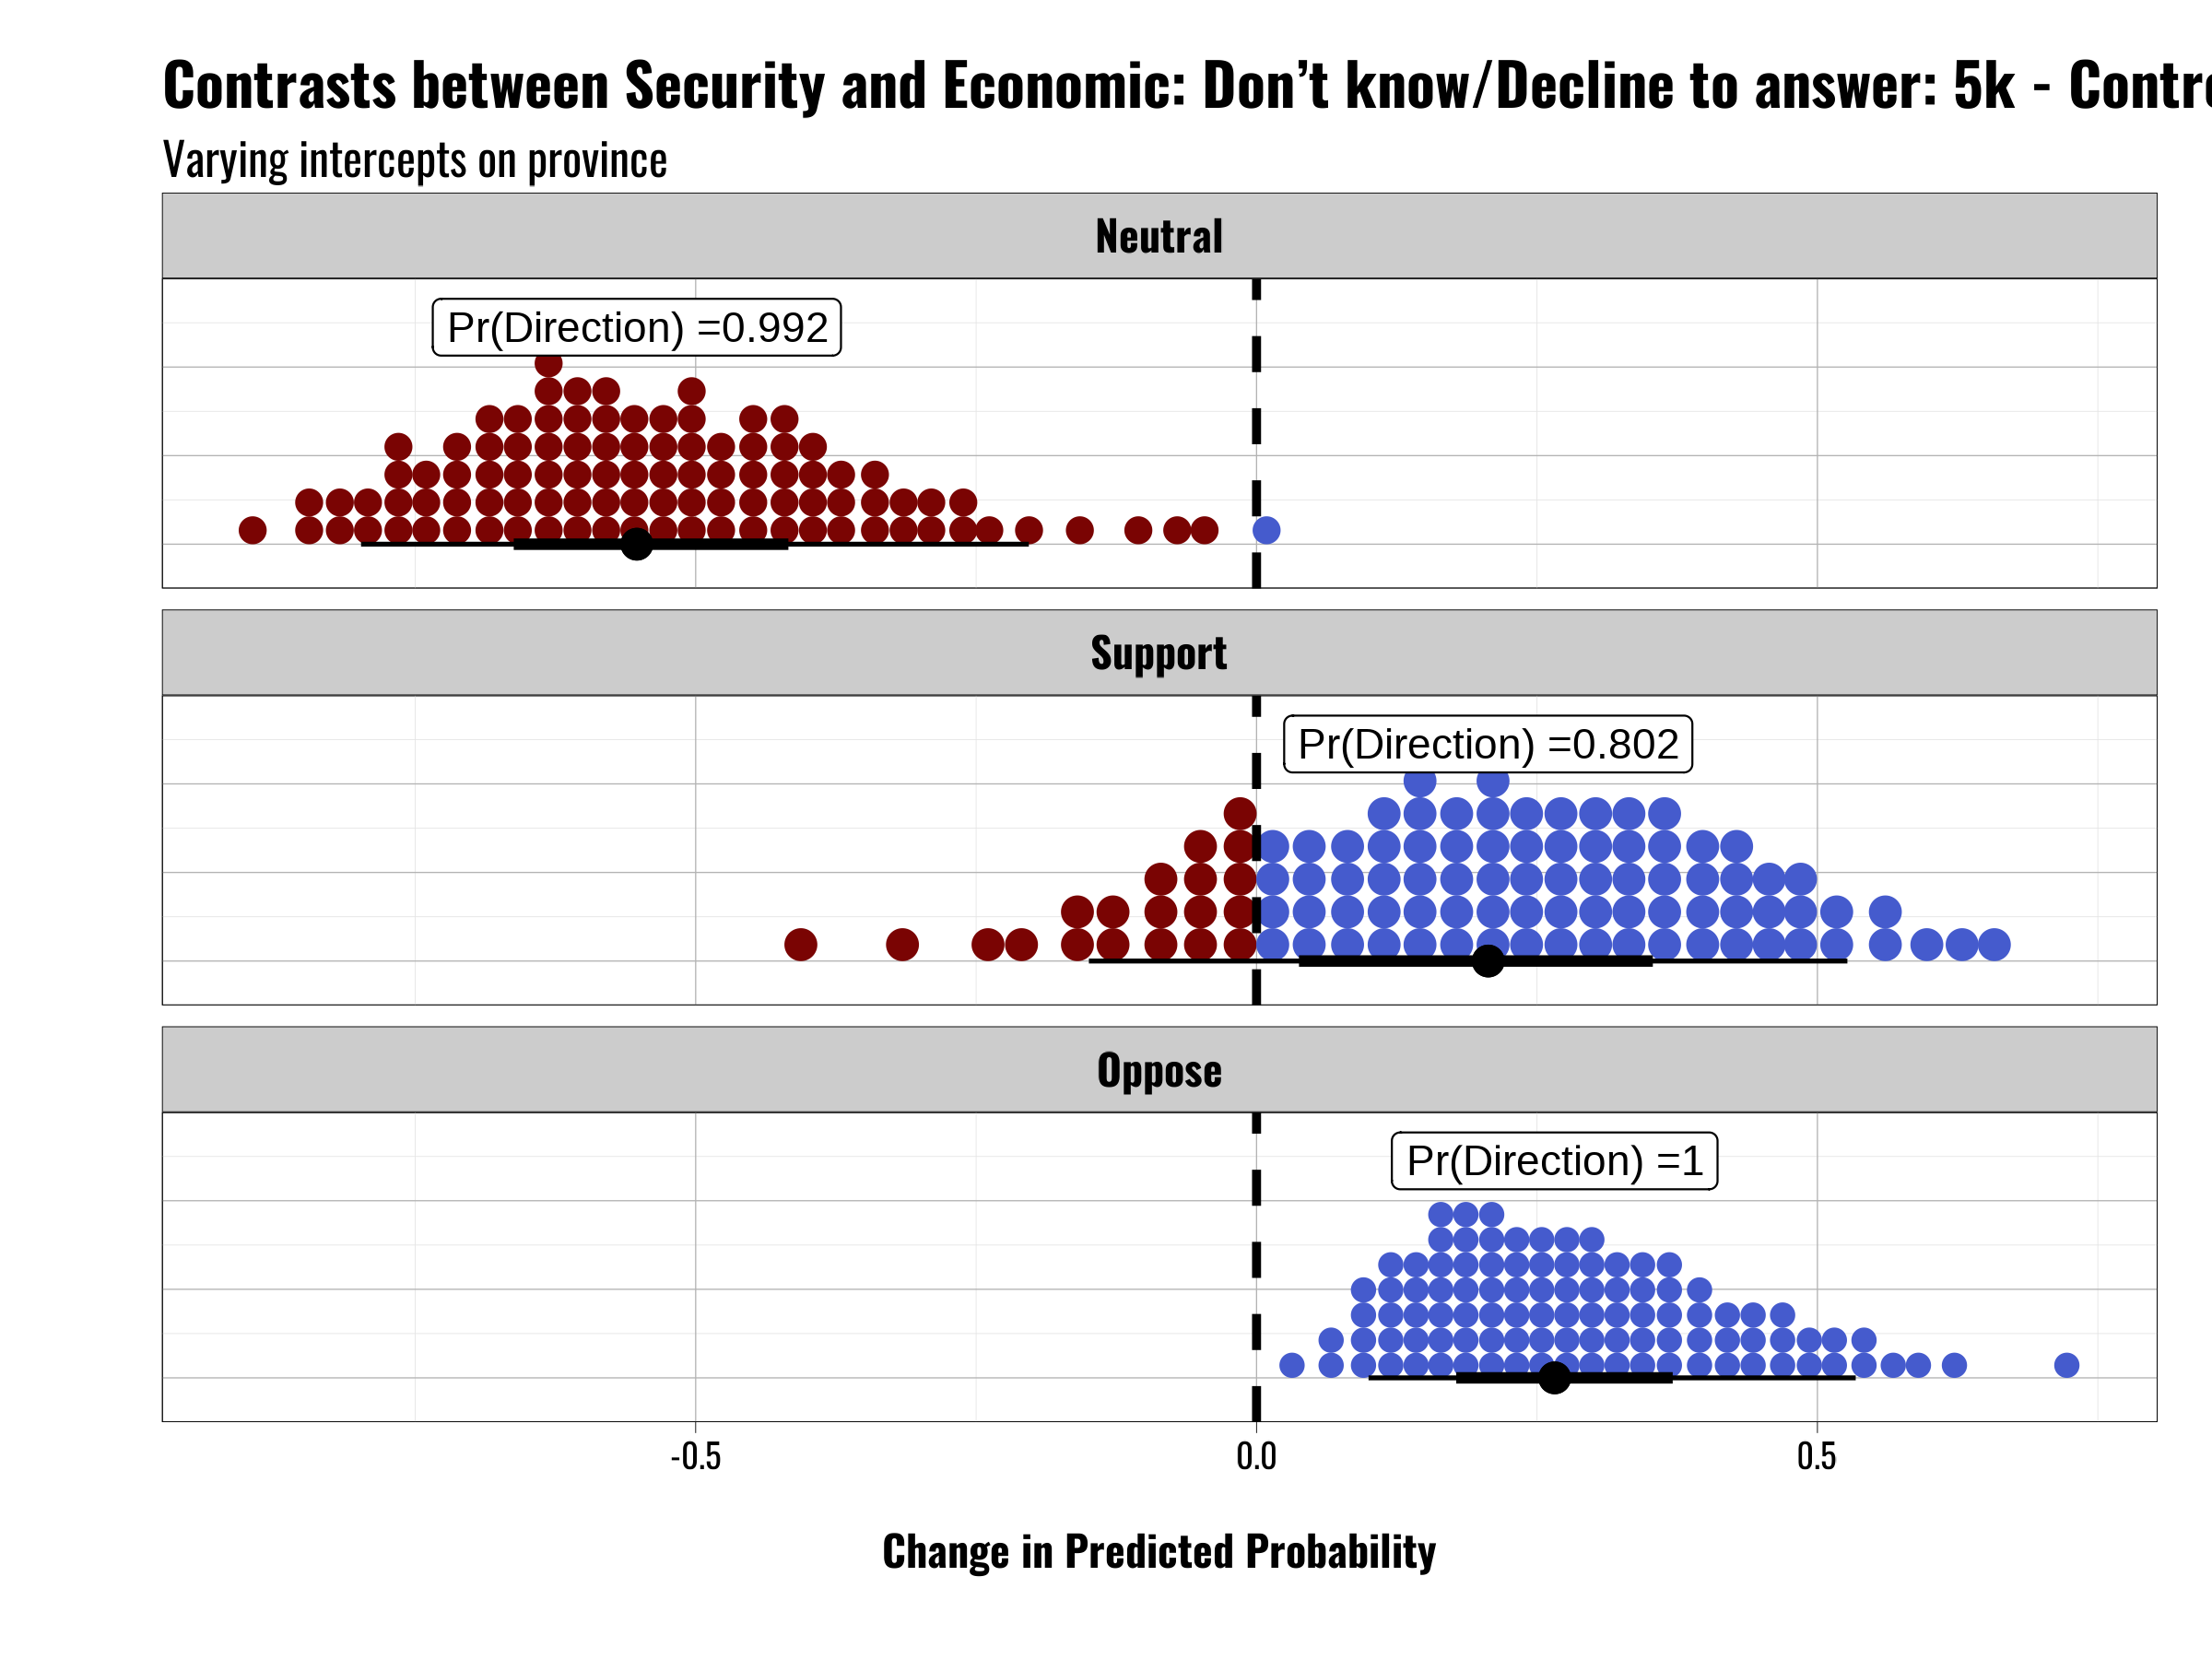 Contrasts between Security and Economic: Don’t know/Decline to answer: 5k - Contr
Varying intercepts on province
Neutral
Pr(Direction) =0.992
Support
Pr(Direction) =0.802
Oppose
Pr(Direction) =1
-0.5 0.0 0.5
Change in Predicted Probability